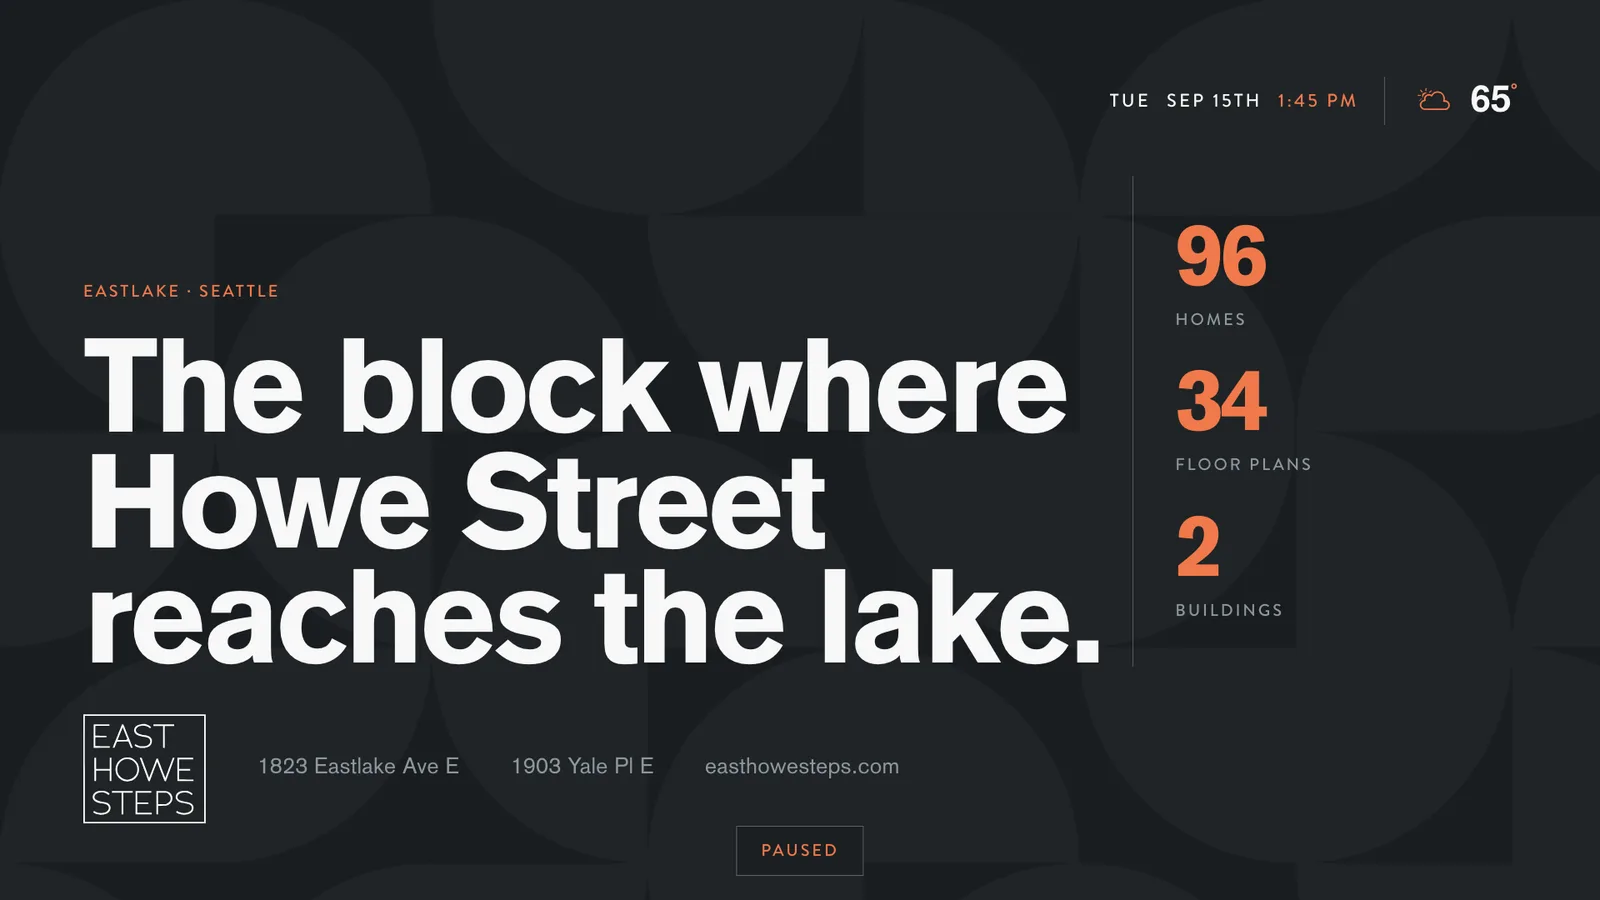 TUE SEP 15TH 1:45 PM 65°
EASTLAKE · SEATTLE
The block where
Howe Street
reaches the lake.
96
HOMES
34
FLOOR PLANS
2
BUILDINGS
EAST
HOWE
STEPS
1823 Eastlake Ave E 1903 Yale Pl E easthowesteps.com
PAUSED